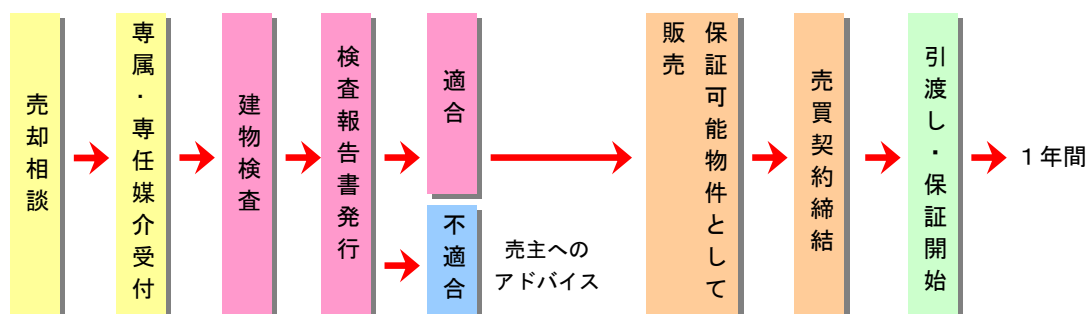 売却相談
専属・専任媒介受付
建物検査
検査報告書発行
適合
不適合
売主への
アドバイス
保証可能物件として
販売
売買契約締結
引渡し・保証開始
１年間